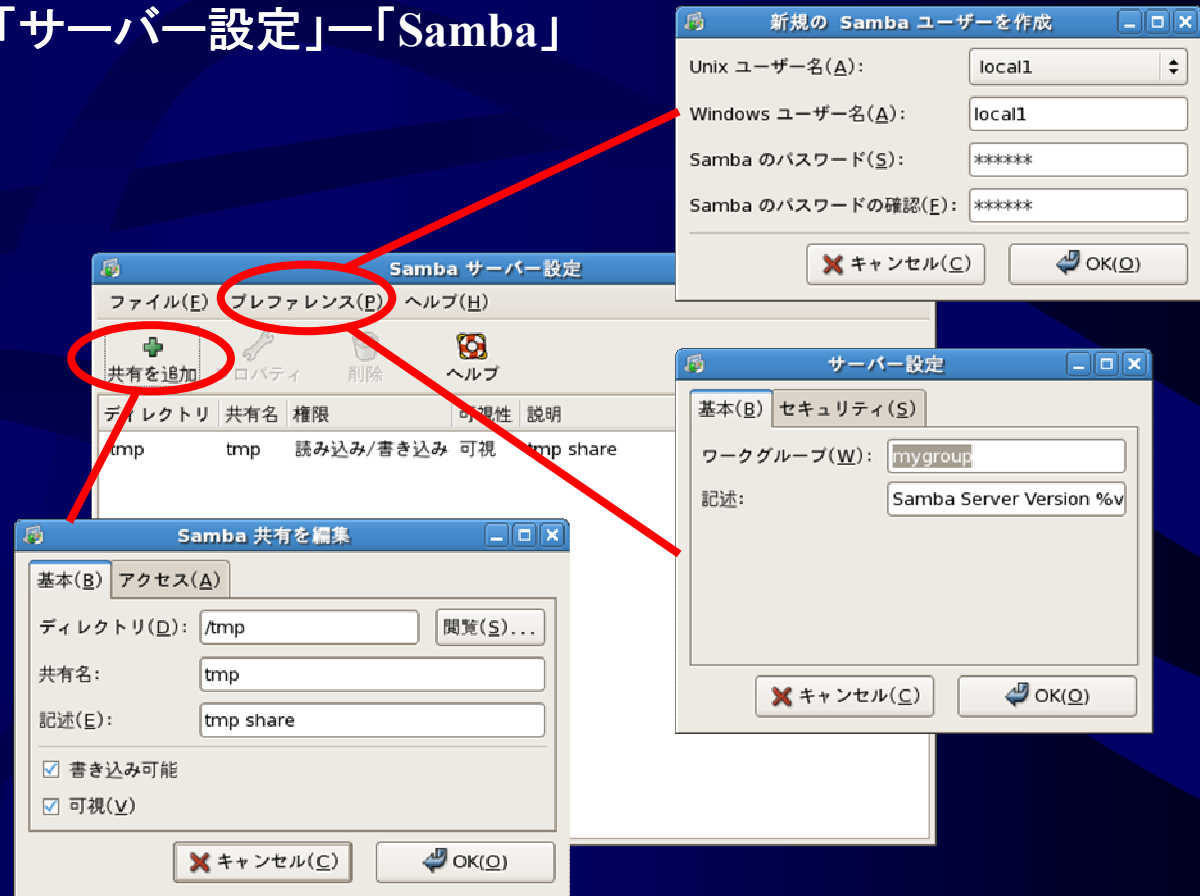 「サーバー設定」ー「Samba」
新規の Samba ユーザーを作成
Unix ユーザー名(A): local1
Windows ユーザー名(A): local1
Samba のパスワード(S): ******
Samba のパスワードの確認(F): ******
キャンセル(C) OK(O)
Samba サーバー設定
ファイル(F) プレファレンス(P) ヘルプ(H)
共有を追加 プロパティ 削除 ヘルプ
ディレクトリ 共有名 権限 可視性 説明
tmp tmp 読み込み/書き込み 可視 tmp share
サーバー設定
基本(B) セキュリティ(S)
ワークグループ(W): mygroup
記述: Samba Server Version %v
キャンセル(C) OK(O)
Samba 共有を編集
基本(B) アクセス(A)
ディレクトリ(D): /tmp 閲覧(S)...
共有名: tmp
記述(E): tmp share
書き込み可能
可視(V)
キャンセル(C) OK(O)